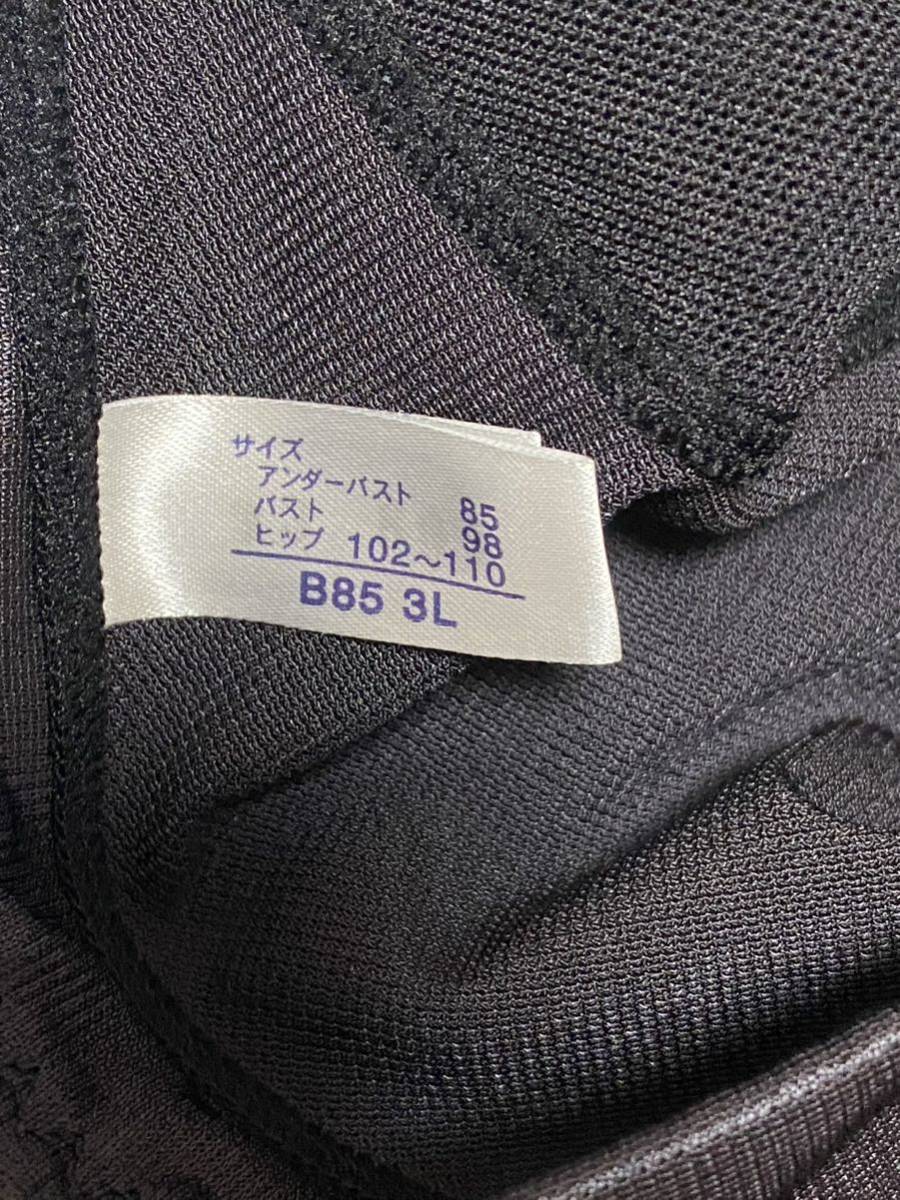 サイズ
アンダーバスト 85
バスト 98
ヒップ 102～110
B85 3L